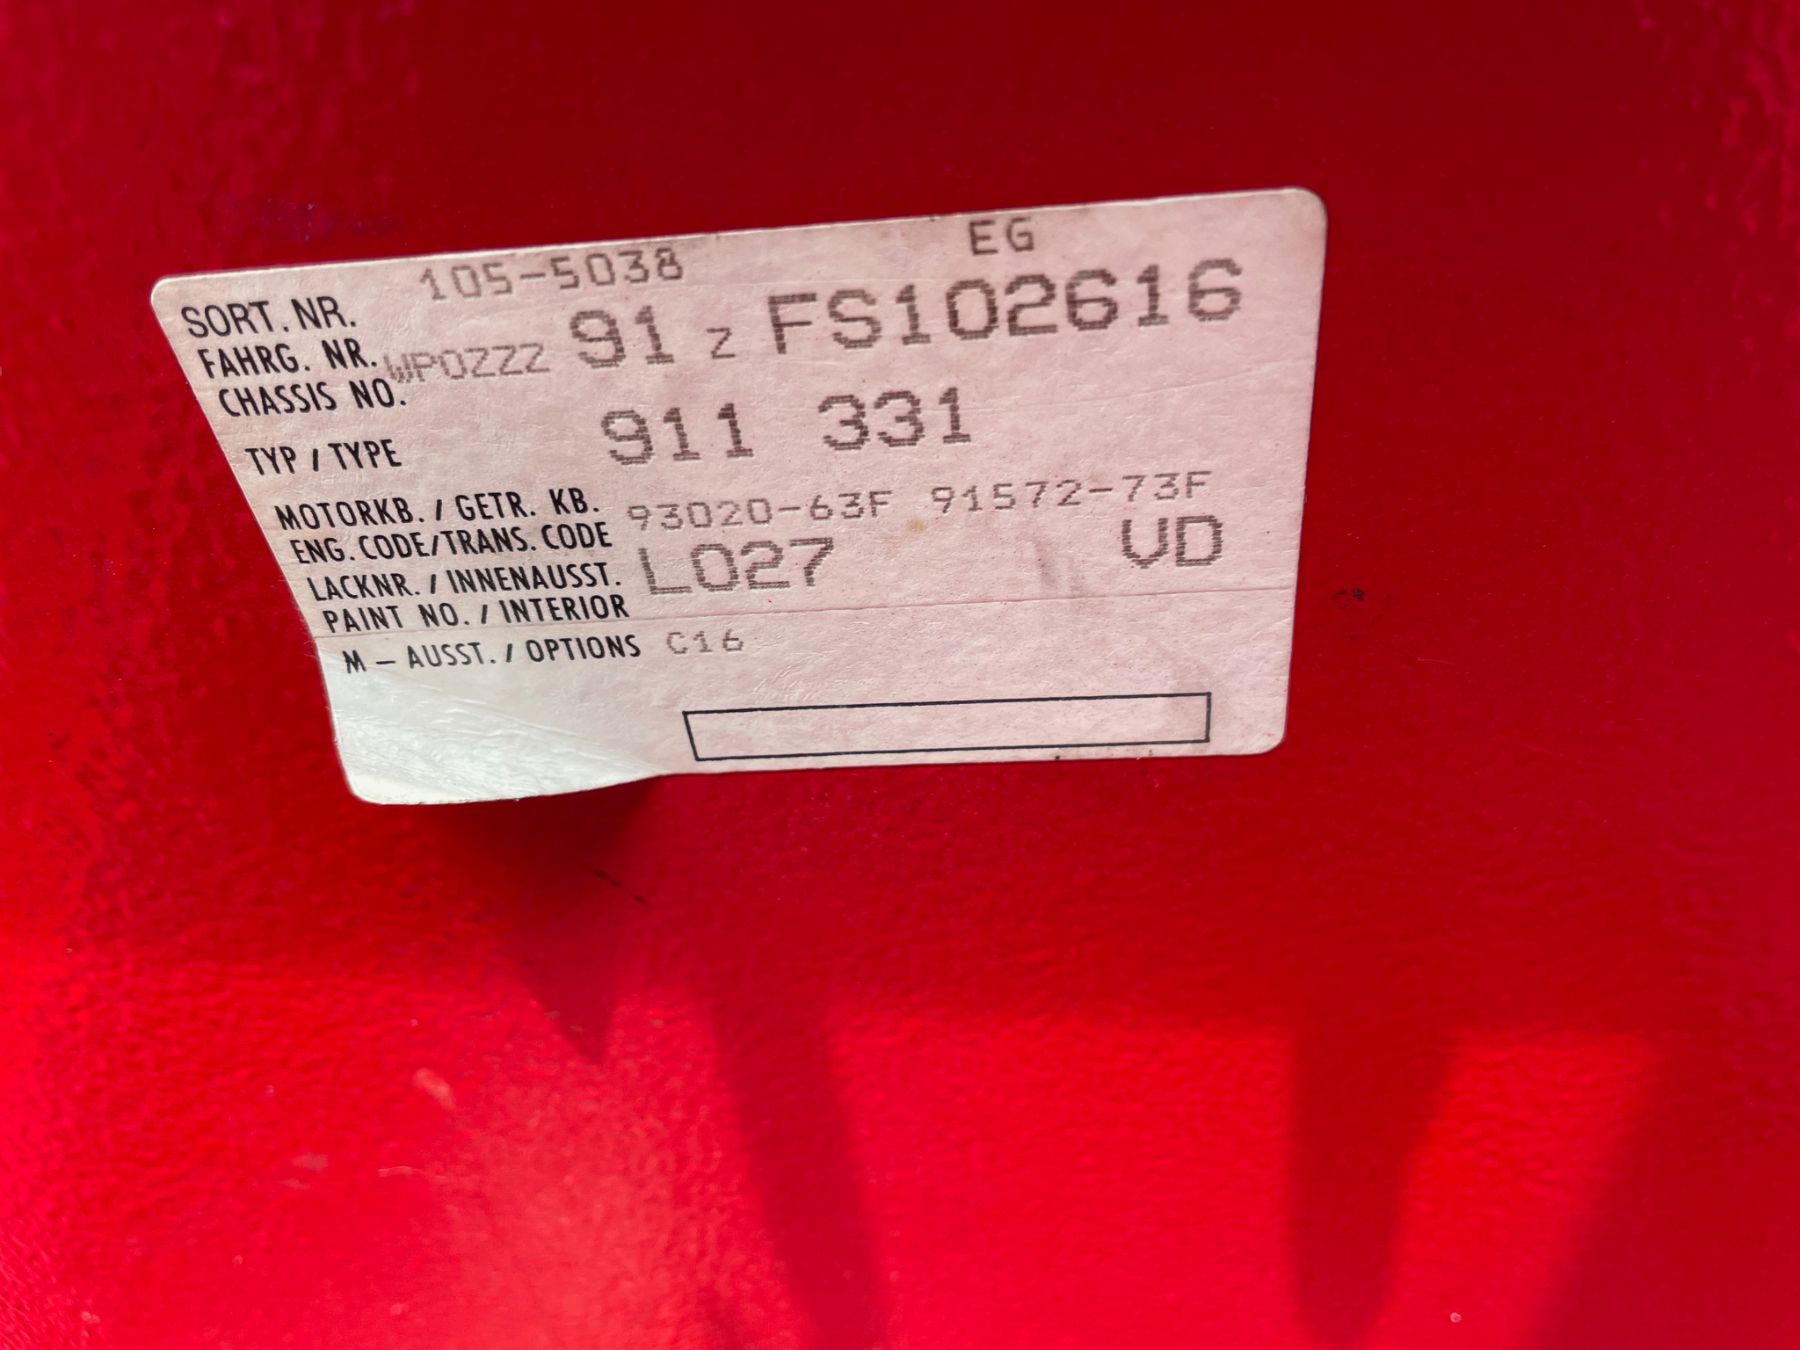 105-5038 EG
SORT. NR.
FAHRG. NR. WP0ZZZ 91 Z FS102616
CHASSIS NO.
TYP / TYPE 911 331
MOTORKB. / GETR. KB. 93020-63F 91572-73F
ENG. CODE/TRANS. CODE
LACKNR. / INNENAUSST. L027 VD
PAINT NO. / INTERIOR
M – AUSST. / OPTIONS C16